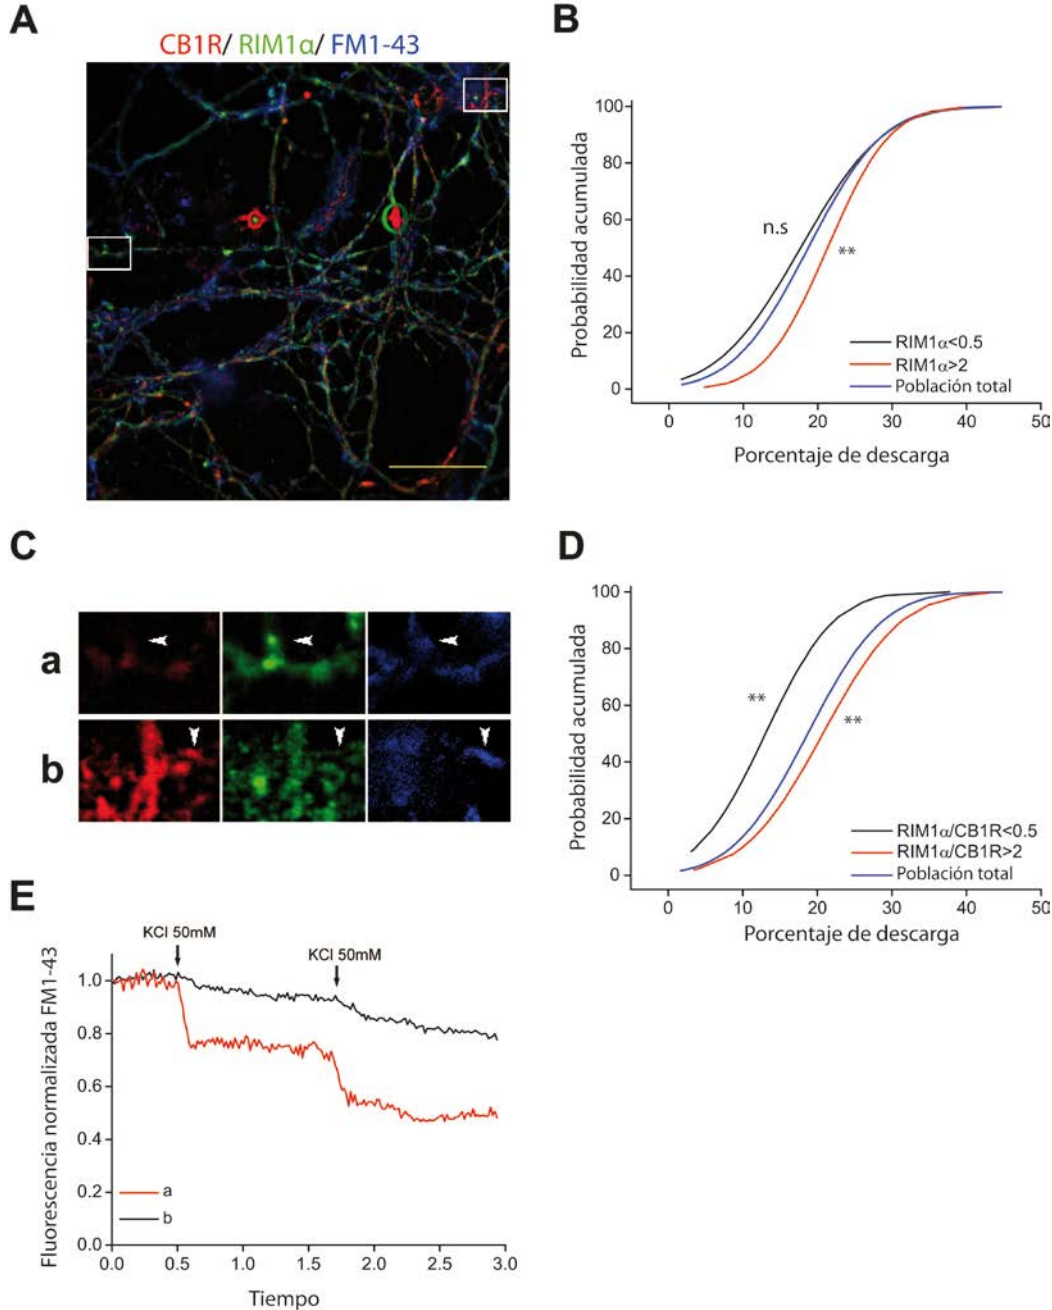 A
CB1R/ RIM1α/ FM1-43
B
Probabilidad acumulada
100
80
60
40
20
0
n.s
**
RIM1α<0.5
RIM1α>2
Población total
0 10 20 30 40 50
Porcentaje de descarga
C
a
b
D
Probabilidad acumulada
100
80
60
40
20
0
**
**
RIM1α/CB1R<0.5
RIM1α/CB1R>2
Población total
0 10 20 30 40 50
Porcentaje de descarga
E
Fluorescencia normalizada FM1-43
KCl 50mM
KCl 50mM
1.0
0.8
0.6
0.4
0.2
0.0
a
b
0.0 0.5 1.0 1.5 2.0 2.5 3.0
Tiempo